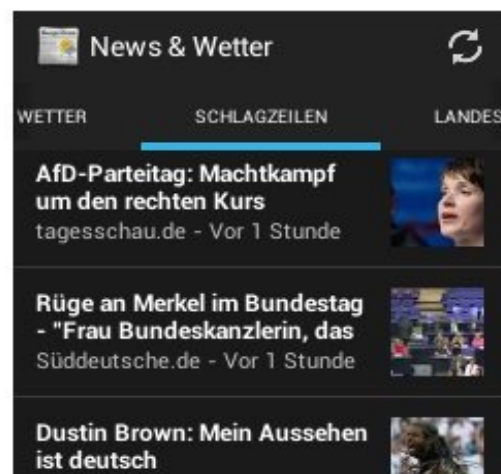 News & Wetter
WETTER SCHLAGZEILEN LANDES
AfD-Parteitag: Machtkampf
um den rechten Kurs
tagesschau.de - Vor 1 Stunde
Rüge an Merkel im Bundestag
- "Frau Bundeskanzlerin, das
Süddeutsche.de - Vor 1 Stunde
Dustin Brown: Mein Aussehen
ist deutsch